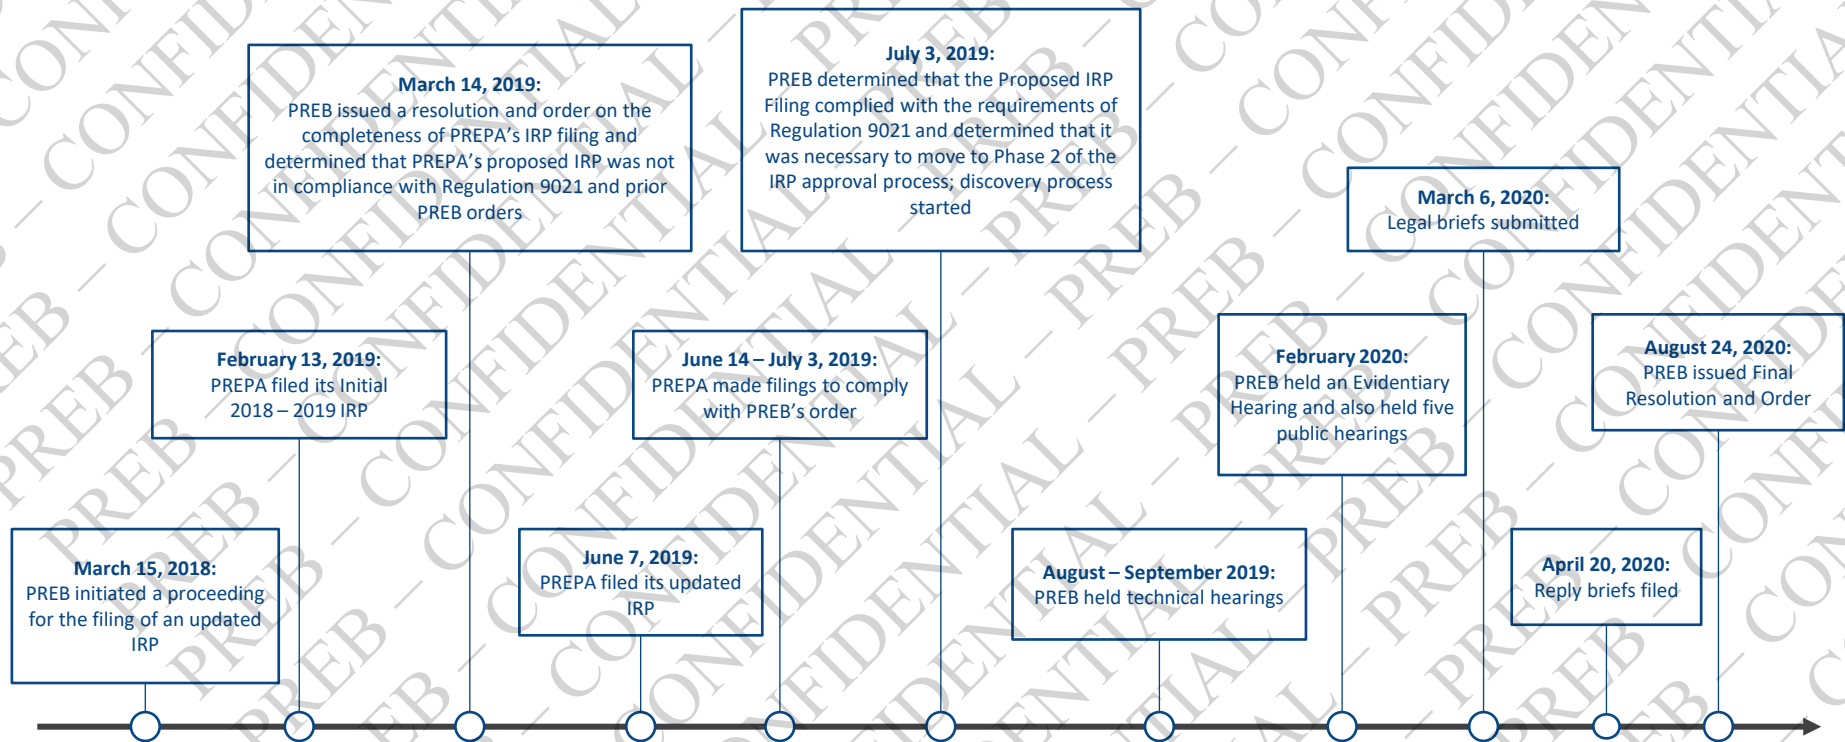 March 15, 2018:
PREB initiated a proceeding
for the filing of an updated
IRP
February 13, 2019:
PREPA filed its Initial
2018 – 2019 IRP
March 14, 2019:
PREB issued a resolution and order on the
completeness of PREPA's IRP filing and
determined that PREPA's proposed IRP was not
in compliance with Regulation 9021 and prior
PREB orders
June 7, 2019:
PREPA filed its updated
IRP
June 14 – July 3, 2019:
PREPA made filings to comply
with PREB's order
July 3, 2019:
PREB determined that the Proposed IRP
Filing complied with the requirements of
Regulation 9021 and determined that it
was necessary to move to Phase 2 of the
IRP approval process; discovery process
started
August – September 2019:
PREB held technical hearings
February 2020:
PREB held an Evidentiary
Hearing and also held five
public hearings
March 6, 2020:
Legal briefs submitted
April 20, 2020:
Reply briefs filed
August 24, 2020:
PREB issued Final
Resolution and Order
PREB – CONFIDENTIAL – PREB – CONFIDENTIAL